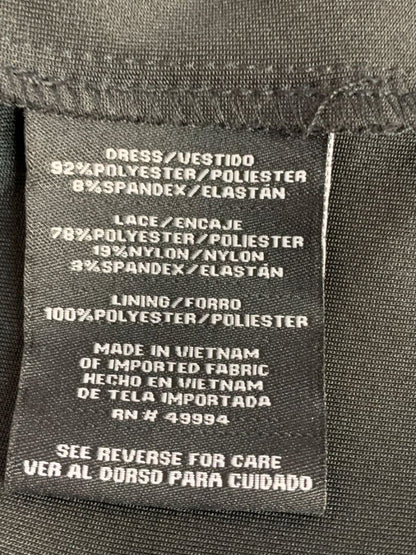 DRESS/VESTIDO
92%POLYESTER/POLIESTER
8%SPANDEX/ELASTÁN
LACE/ENCAJE
78%POLYESTER/POLIESTER
19%NYLON/NYLON
3%SPANDEX/ELASTÁN
LINING/FORRO
100%POLYESTER/POLIESTER
MADE IN VIETNAM
OF IMPORTED FABRIC
HECHO EN VIETNAM
DE TELA IMPORTADA
RN # 49994
SEE REVERSE FOR CARE
VER AL DORSO PARA CUIDADO